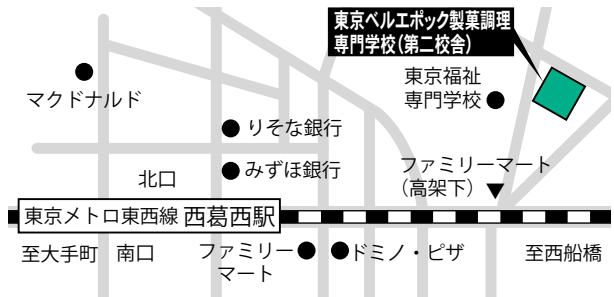 東京ベルエポック製菓調理
専門学校(第二校舎)
東京福祉
専門学校
マクドナルド
りそな銀行
みずほ銀行
北口
ファミリーマート
(高架下)
東京メトロ東西線 西葛西駅
至大手町
南口
ファミリー
マート
ドミノ・ピザ
至西船橋